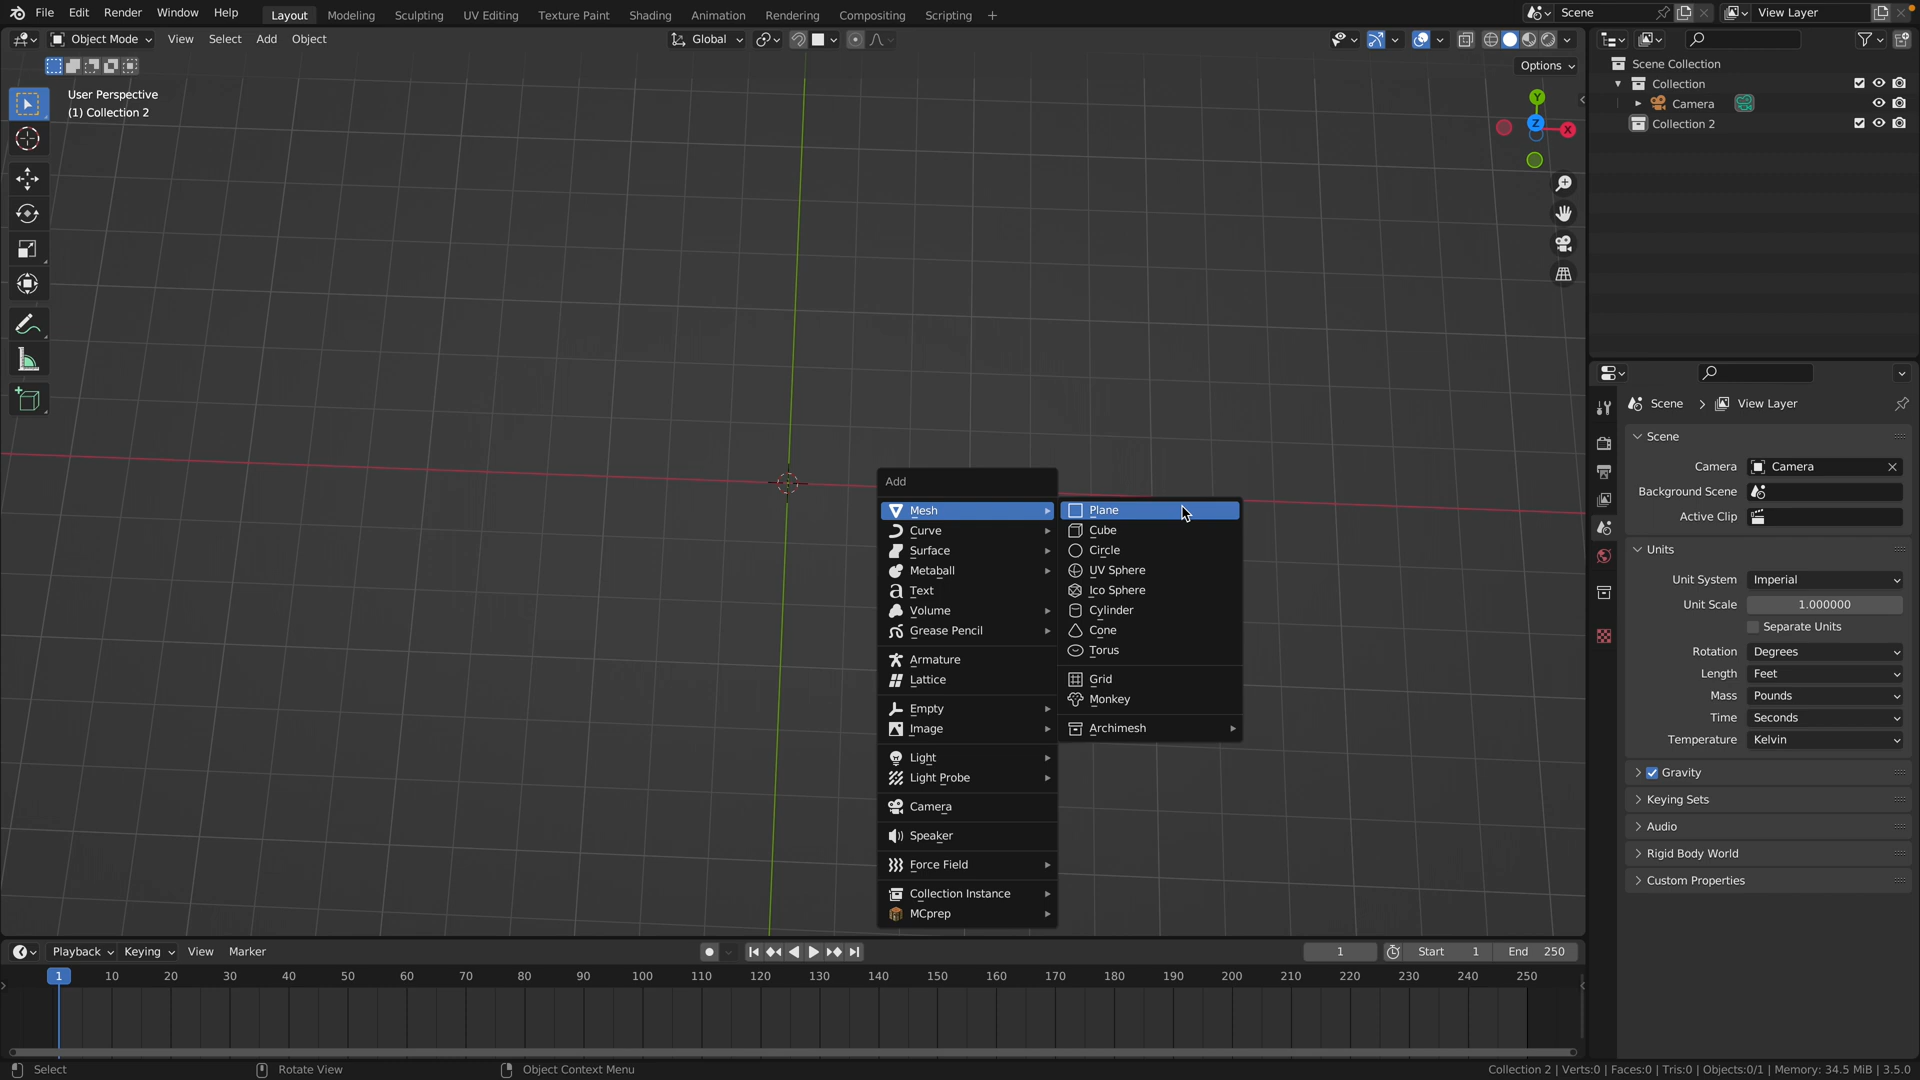 File Edit Render Window Help Layout Modeling Sculpting UV Editing Texture Paint Shading Animation Rendering Compositing Scripting + Scene View Layer
Object Mode View Select Add Object Global
Options
User Perspective
(1) Collection 2
Y
Z
X
Scene Collection
Collection
Camera
Collection 2
Add
Mesh
Curve
Surface
Metaball
Text
Volume
Grease Pencil
Armature
Lattice
Empty
Image
Light
Light Probe
Camera
Speaker
Force Field
Collection Instance
MCprep
Plane
Cube
Circle
UV Sphere
Ico Sphere
Cylinder
Cone
Torus
Grid
Monkey
Archimesh
Scene > View Layer
Scene
Camera Camera
Background Scene
Active Clip
Units
Unit System Imperial
Unit Scale 1.000000
Separate Units
Rotation Degrees
Length Feet
Mass Pounds
Time Seconds
Temperature Kelvin
Gravity
Keying Sets
Audio
Rigid Body World
Custom Properties
Playback Keying View Marker 1 Start 1 End 250
1 10 20 30 40 50 60 70 80 90 100 110 120 130 140 150 160 170 180 190 200 210 220 230 240 250
Select Rotate View Object Context Menu Collection 2 | Verts:0 | Faces:0 | Tris:0 | Objects:0/1 | Memory: 34.5 MiB | 3.5.0